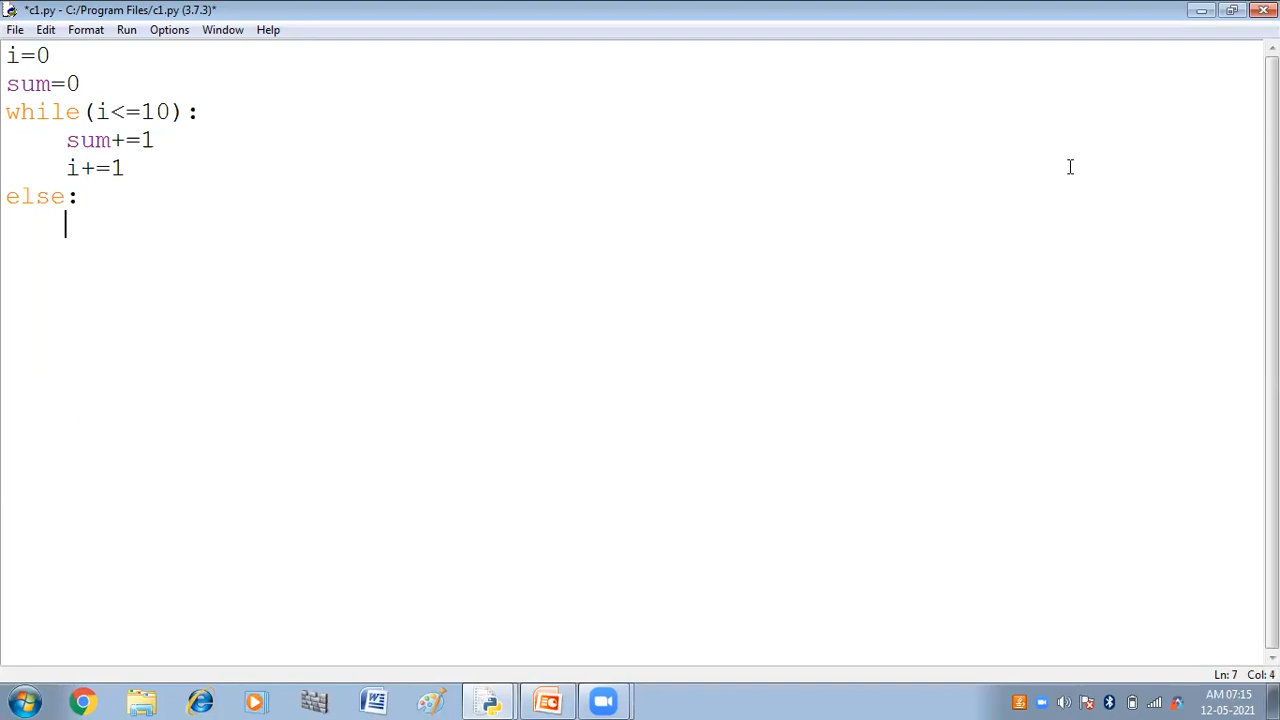 *c1.py - C:/Program Files/c1.py (3.7.3)*
File Edit Format Run Options Window Help
i=0
sum=0
while(i<=10):
    sum+=1
    i+=1
else:
Ln: 7 Col: 4
AM 07:15
12-05-2021